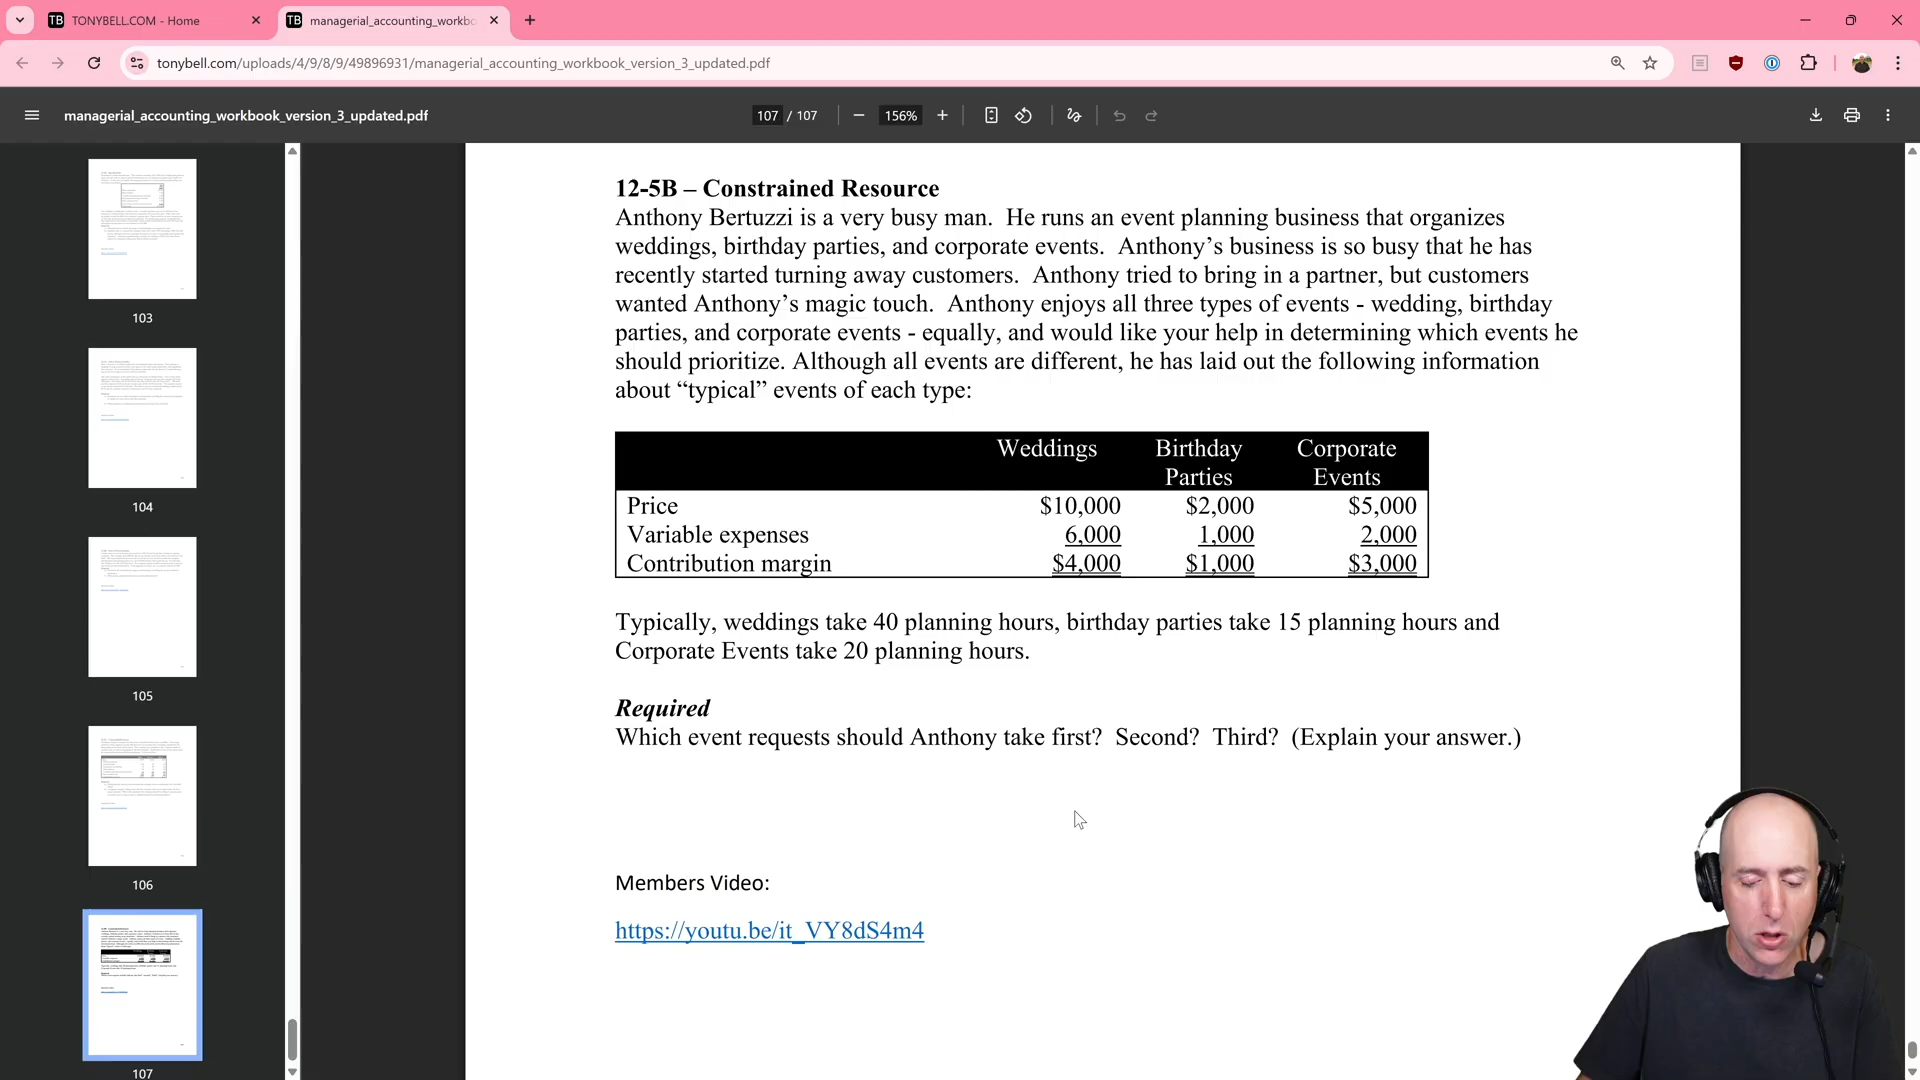 TB TONYBELL.COM - Home
TB managerial_accounting_workbo
tonybell.com/uploads/4/9/8/9/49896931/managerial_accounting_workbook_version_3_updated.pdf
managerial_accounting_workbook_version_3_updated.pdf
107 / 107
156%
103
104
105
106
107
12-5B – Constrained Resource
Anthony Bertuzzi is a very busy man. He runs an event planning business that organizes
weddings, birthday parties, and corporate events. Anthony’s business is so busy that he has
recently started turning away customers. Anthony tried to bring in a partner, but customers
wanted Anthony’s magic touch. Anthony enjoys all three types of events - wedding, birthday
parties, and corporate events - equally, and would like your help in determining which events he
should prioritize. Although all events are different, he has laid out the following information
about “typical” events of each type:
Weddings Birthday Corporate
Parties Events
Price $10,000 $2,000 $5,000
Variable expenses 6,000 1,000 2,000
Contribution margin $4,000 $1,000 $3,000
Typically, weddings take 40 planning hours, birthday parties take 15 planning hours and
Corporate Events take 20 planning hours.
Required
Which event requests should Anthony take first? Second? Third? (Explain your answer.)
Members Video:
https://youtu.be/it_VY8dS4m4